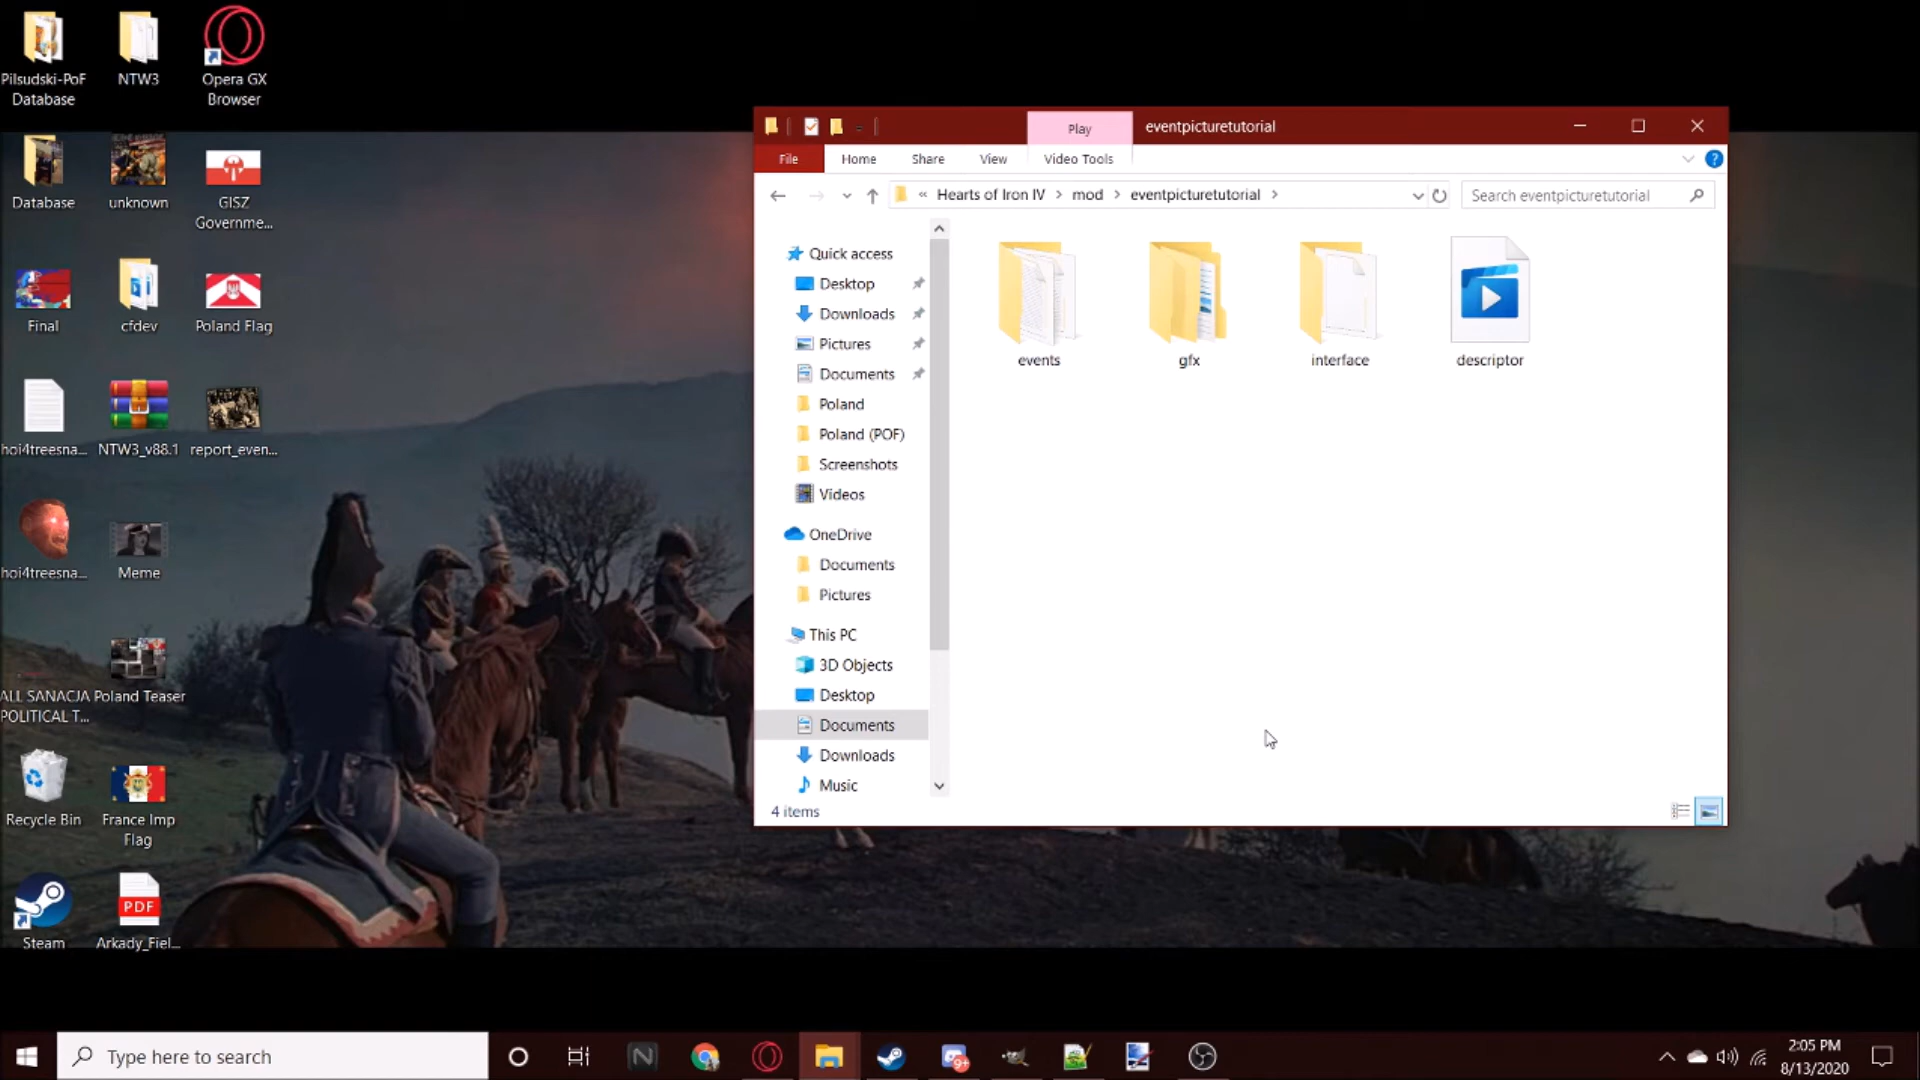 Pilsudski-PoF
Database
NTW3
Opera GX
Browser
Database
unknown
GISZ
Governme...
Final
cfdev
Poland Flag
hoi4treesna...
NTW3_v88.1
report_even...
hoi4treesna...
Meme
ALL SANACJA
POLITICAL T...
Poland Teaser
Recycle Bin
France Imp
Flag
Steam
PDF
Arkady_Fiel...
Play
eventpicturetutorial
File
Home
Share
View
Video Tools
?
« Hearts of Iron IV > mod > eventpicturetutorial >
Search eventpicturetutorial
Quick access
Desktop
Downloads
Pictures
Documents
Poland
Poland (POF)
Screenshots
Videos
OneDrive
Documents
Pictures
This PC
3D Objects
Desktop
Documents
Downloads
Music
events
gfx
interface
descriptor
4 items
Type here to search
N
2:05 PM
8/13/2020